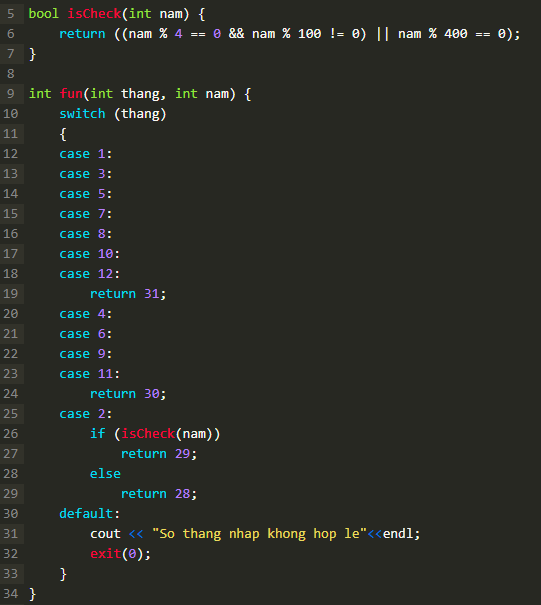 5 bool isCheck(int nam) {
6     return ((nam % 4 == 0 && nam % 100 != 0) || nam % 400 == 0);
7 }
8
9 int fun(int thang, int nam) {
10     switch (thang)
11     {
12     case 1:
13     case 3:
14     case 5:
15     case 7:
16     case 8:
17     case 10:
18     case 12:
19         return 31;
20     case 4:
21     case 6:
22     case 9:
23     case 11:
24         return 30;
25     case 2:
26         if (isCheck(nam))
27             return 29;
28         else
29             return 28;
30     default:
31         cout << "So thang nhap khong hop le"<<endl;
32         exit(0);
33     }
34 }